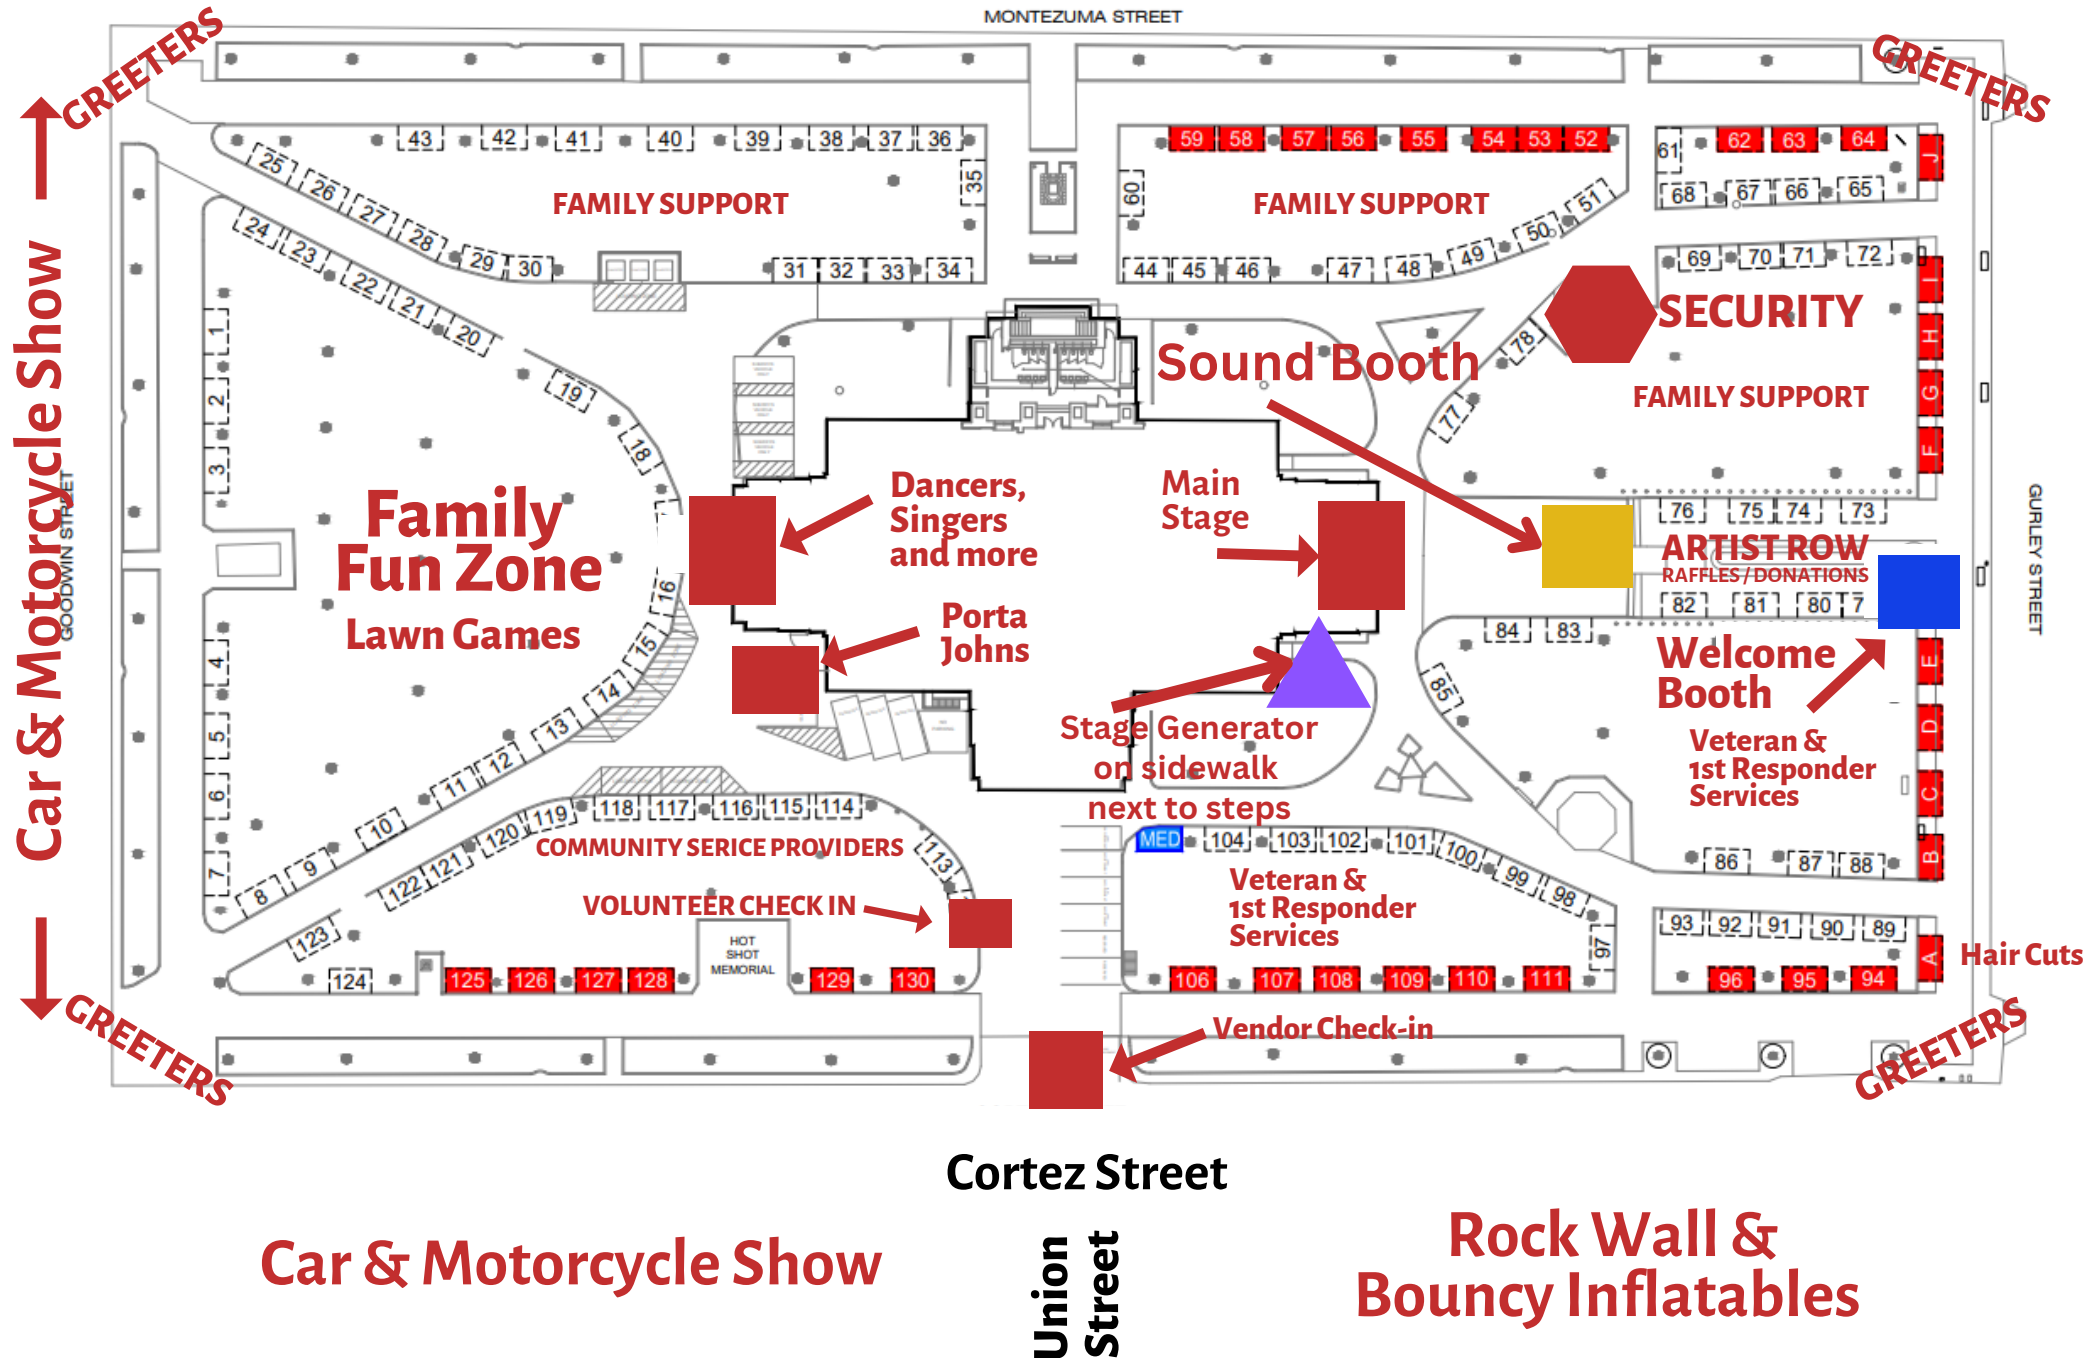 MONTEZUMA STREET
GREETERS
GREETERS
43 42 41 40 39 38 37 36
59 58 57 56 55 54 53 52
61 62 63 64
J
25 26 27 28 29 30
35
60
51
50
49
68 67 66 65
FAMILY SUPPORT
FAMILY SUPPORT
24 23 22 21 20
31 32 33 34
44 45 46 47 48
69 70 71 72
I
H
G
F
SECURITY
78
77
Sound Booth
FAMILY SUPPORT
Car & Motorcycle Show
GOODWIN STREET
1
2
3
19
18
Family
Fun Zone
Lawn Games
Dancers,
Singers
and more
Main
Stage
76 75 74 73
ARTIST ROW
RAFFLES / DONATIONS
82 81 80 7
GURLEY STREET
16
15
14
13
12
11
10
9
8
4
5
6
7
Porta
Johns
84 83
85
Welcome
Booth
Veteran &
1st Responder
Services
E
D
C
B
Stage Generator
on sidewalk
next to steps
118 117 116 115 114
119
120
121
122
123
113
COMMUNITY SERICE PROVIDERS
VOLUNTEER CHECK IN
MED 104 103 102 101 100 99 98
97
86 87 88
Veteran &
1st Responder
Services
93 92 91 90 89
A
Hair Cuts
HOT
SHOT
MEMORIAL
124 125 126 127 128 129 130
106 107 108 109 110 111
96 95 94
Vendor Check-in
GREETERS
GREETERS
Cortez Street
Union
Street
Car & Motorcycle Show
Rock Wall &
Bouncy Inflatables